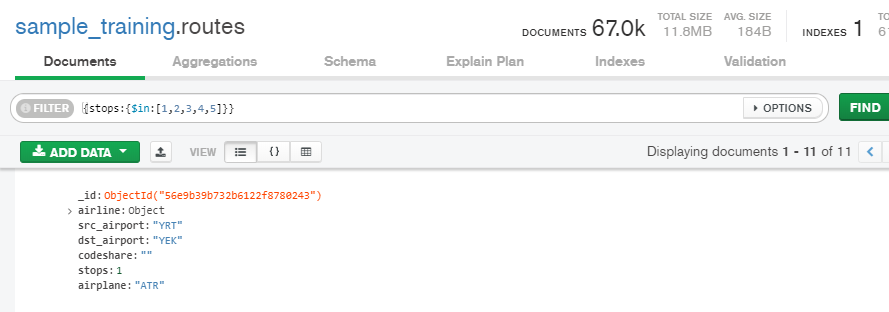 sample_training.routes
DOCUMENTS 67.0k TOTAL SIZE 11.8MB AVG. SIZE 184B INDEXES 1
Documents Aggregations Schema Explain Plan Indexes Validation
FILTER {stops:{$in:[1,2,3,4,5]}} OPTIONS FIND
ADD DATA VIEW {} Displaying documents 1 - 11 of 11
_id:ObjectId("56e9b39b732b6122f8780243")
airline:Object
src_airport:"YRT"
dst_airport:"YEK"
codeshare:""
stops:1
airplane:"ATR"